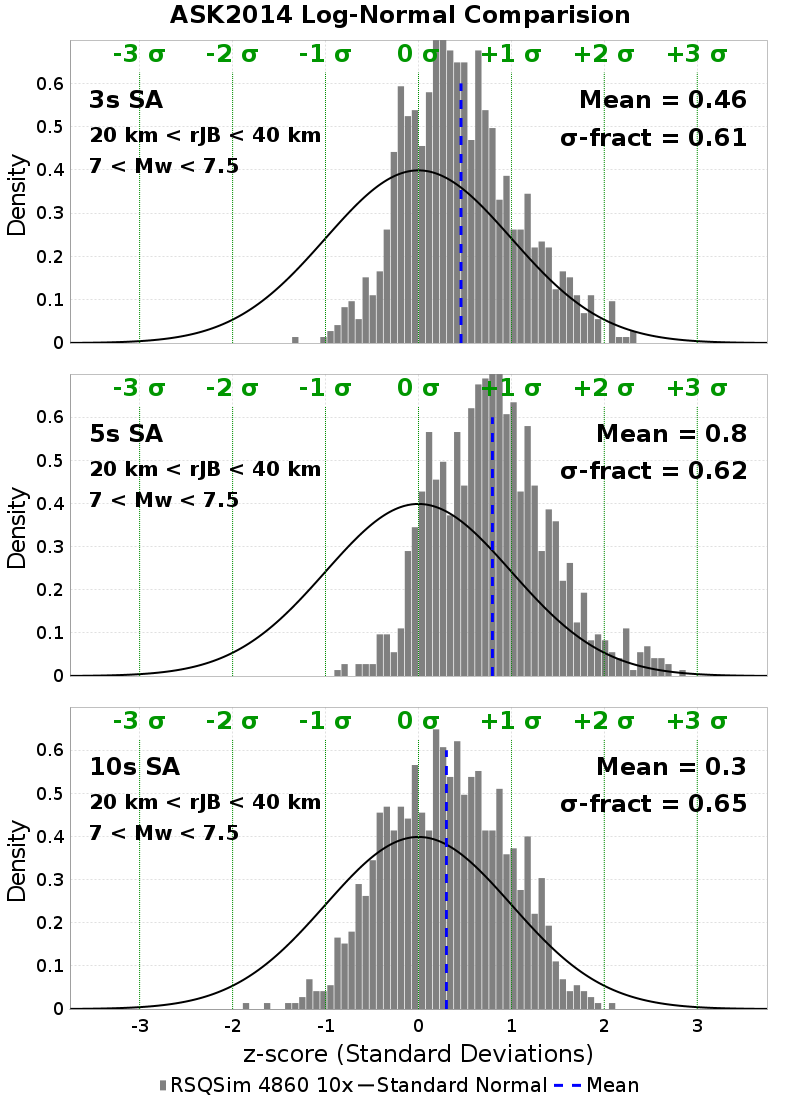 ASK2014 Log-Normal Comparision
-3 σ -2 σ -1 σ 0 σ +1 σ +2 σ +3 σ
0.6
0.5
0.4
0.3
0.2
0.1
0
Density
3s SA
20 km < rJB < 40 km
7 < Mw < 7.5
Mean = 0.46
σ-fract = 0.61
-3 σ -2 σ -1 σ 0 σ +1 σ +2 σ +3 σ
0.6
0.5
0.4
0.3
0.2
0.1
0
Density
5s SA
20 km < rJB < 40 km
7 < Mw < 7.5
Mean = 0.8
σ-fract = 0.62
-3 σ -2 σ -1 σ 0 σ +1 σ +2 σ +3 σ
0.6
0.5
0.4
0.3
0.2
0.1
0
Density
10s SA
20 km < rJB < 40 km
7 < Mw < 7.5
Mean = 0.3
σ-fract = 0.65
-3 -2 -1 0 1 2 3
z-score (Standard Deviations)
RSQSim 4860 10x Standard Normal Mean